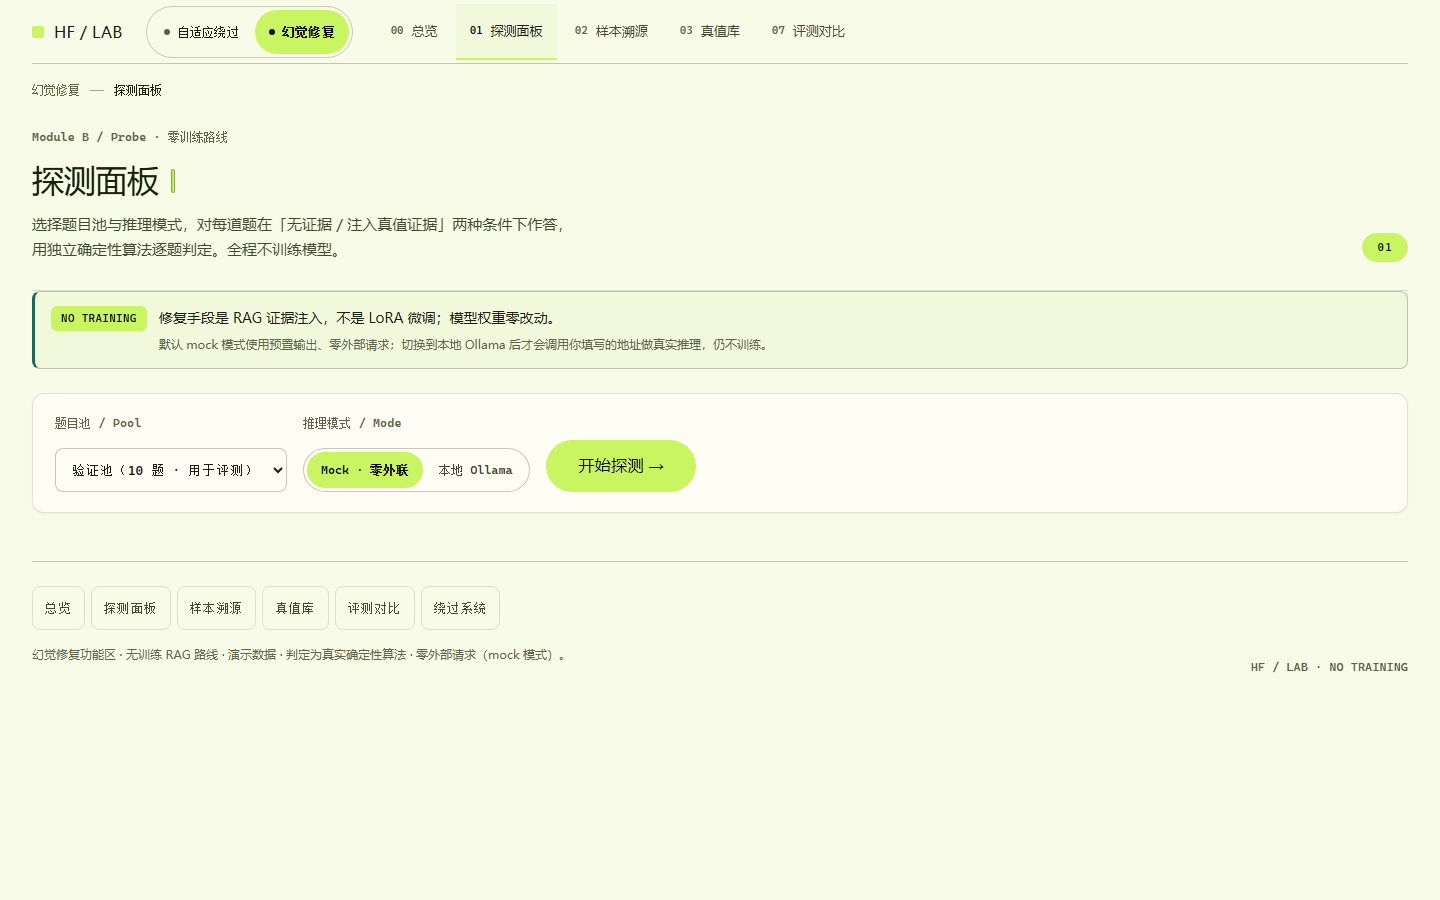 HF / LAB
自适应绕过
幻觉修复
00 总览
01 探测面板
02 样本溯源
03 真值库
07 评测对比
幻觉修复 — 探测面板
Module B / Probe · 零训练路线
探测面板
选择题目池与推理模式，对每道题在「无证据 / 注入真值证据」两种条件下作答，
用独立确定性算法逐题判定。全程不训练模型。
01
NO TRAINING
修复手段是 RAG 证据注入，不是 LoRA 微调；模型权重零改动。
默认 mock 模式使用预置输出、零外部请求；切换到本地 Ollama 后才会调用你填写的地址做真实推理，仍不训练。
题目池 / Pool
推理模式 / Mode
验证池（10 题 · 用于评测）
Mock · 零外联
本地 Ollama
开始探测 →
总览
探测面板
样本溯源
真值库
评测对比
绕过系统
幻觉修复功能区 · 无训练 RAG 路线 · 演示数据 · 判定为真实确定性算法 · 零外部请求（mock 模式）。
HF / LAB · NO TRAINING